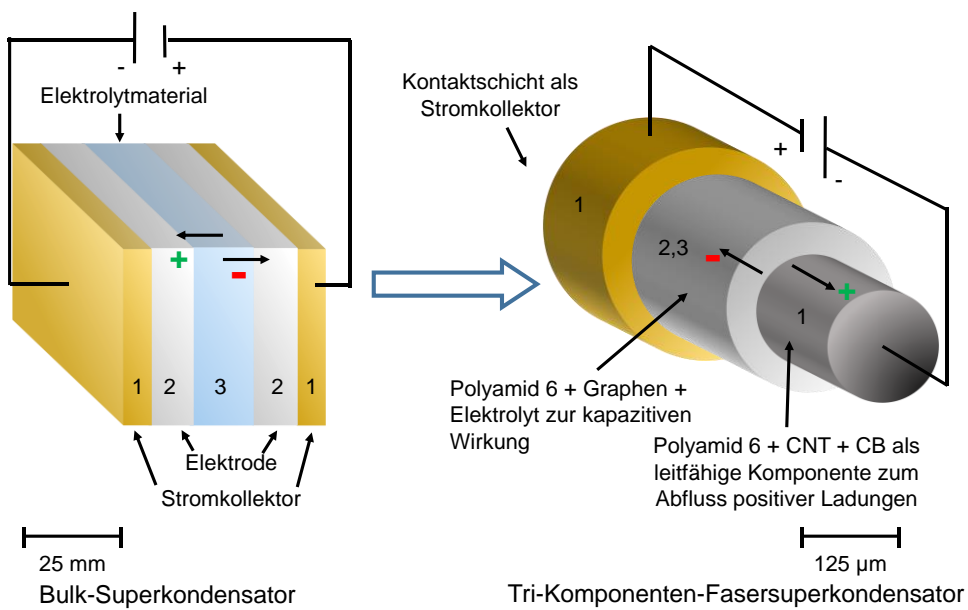 - +
Elektrolytmaterial
+
-
1 2 3 2 1
Elektrode
Stromkollektor
25 mm
Bulk-Superkondensator
Kontaktschicht als
Stromkollektor
+
-
1
2,3
-
+
1
Polyamid 6 + Graphen +
Elektrolyt zur kapazitiven
Wirkung
Polyamid 6 + CNT + CB als
leitfähige Komponente zum
Abfluss positiver Ladungen
125 µm
Tri-Komponenten-Fasersuperkondensator